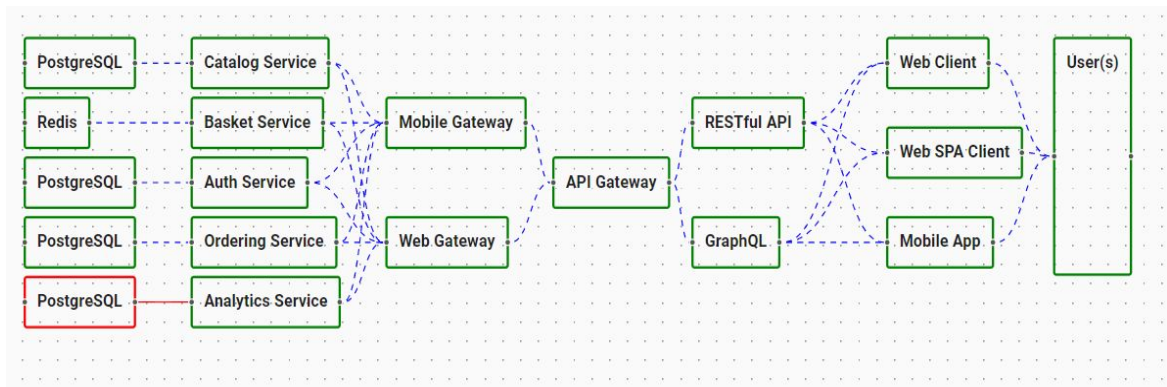 PostgreSQL
Catalog Service
Web Client
User(s)
Redis
Basket Service
Mobile Gateway
RESTful API
Web SPA Client
PostgreSQL
Auth Service
API Gateway
PostgreSQL
Ordering Service
Web Gateway
GraphQL
Mobile App
PostgreSQL
Analytics Service